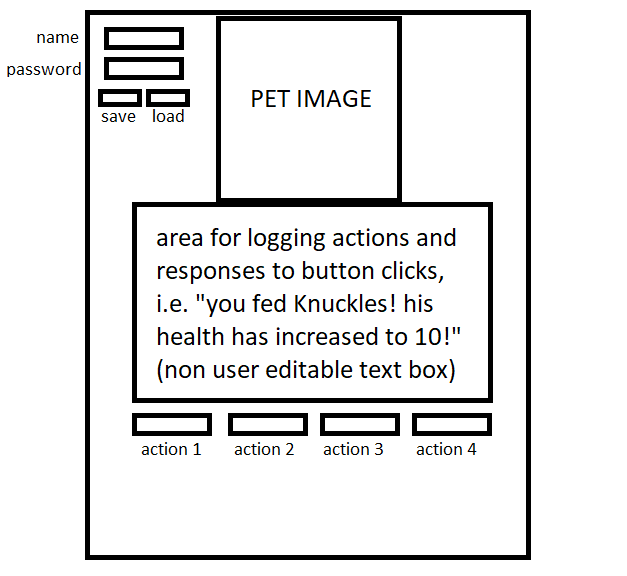 name
password
save load
PET IMAGE
area for logging actions and
responses to button clicks,
i.e. "you fed Knuckles! his
health has increased to 10!"
(non user editable text box)
action 1 action 2 action 3 action 4